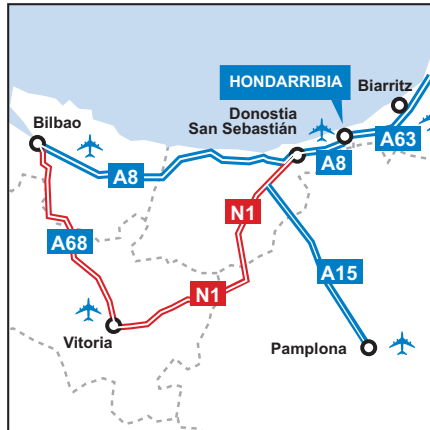 HONDARRIBIA
Biarritz
Donostia
San Sebastián
Bilbao
A63
A8
A8
N1
A68
A15
N1
Vitoria
Pamplona